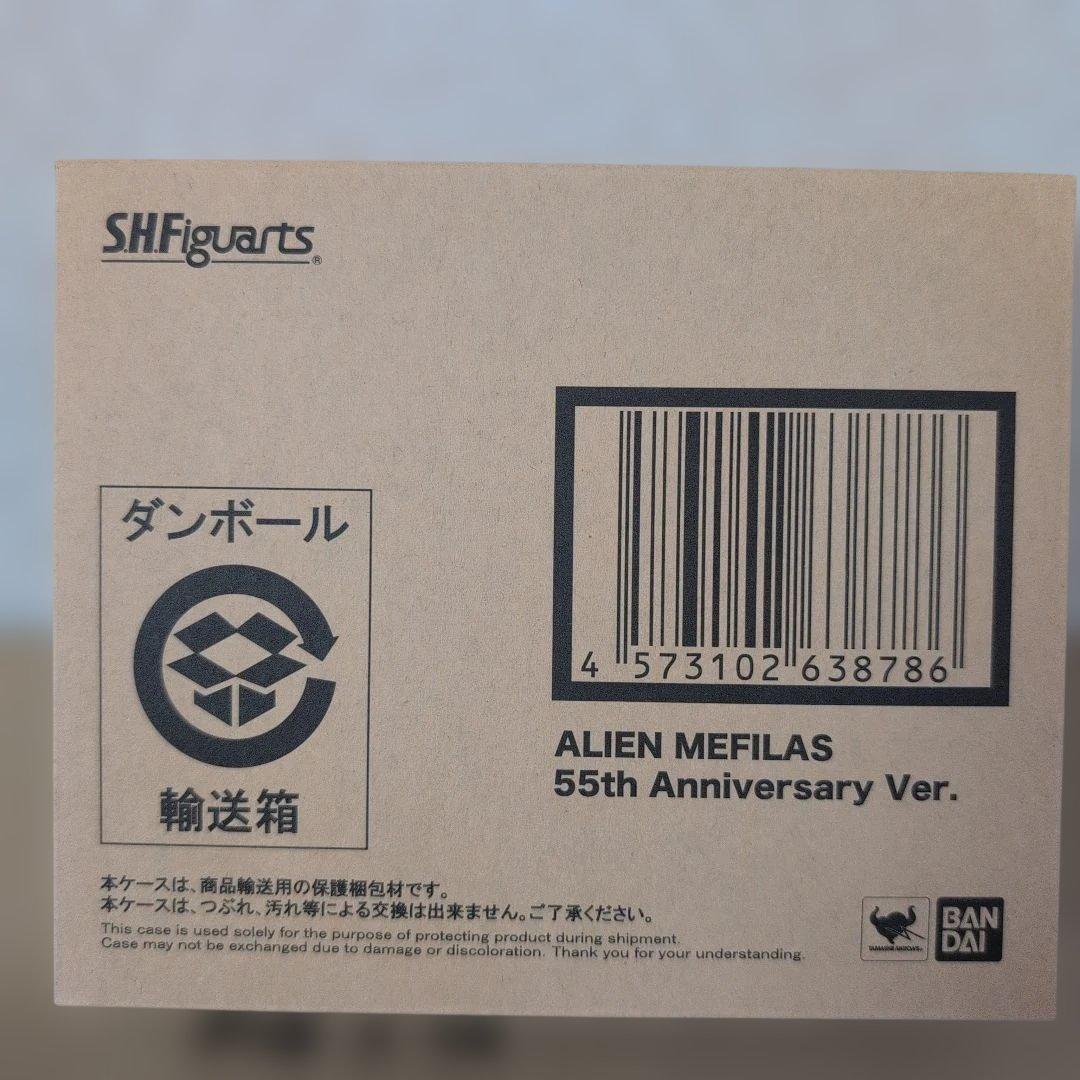 S.H.Figuarts®
ダンボール
輸送箱
4 573102 638786
ALIEN MEFILAS
55th Anniversary Ver.
本ケースは、商品輸送用の保護梱包材です。
本ケースは、つぶれ、汚れ等による交換は出来ません。ご了承ください。
This case is used solely for the purpose of protecting product during shipment.
Case may not be exchanged due to damage or discoloration. Thank you for your understanding.
TAMASHII NATIONS
BAN
DAI